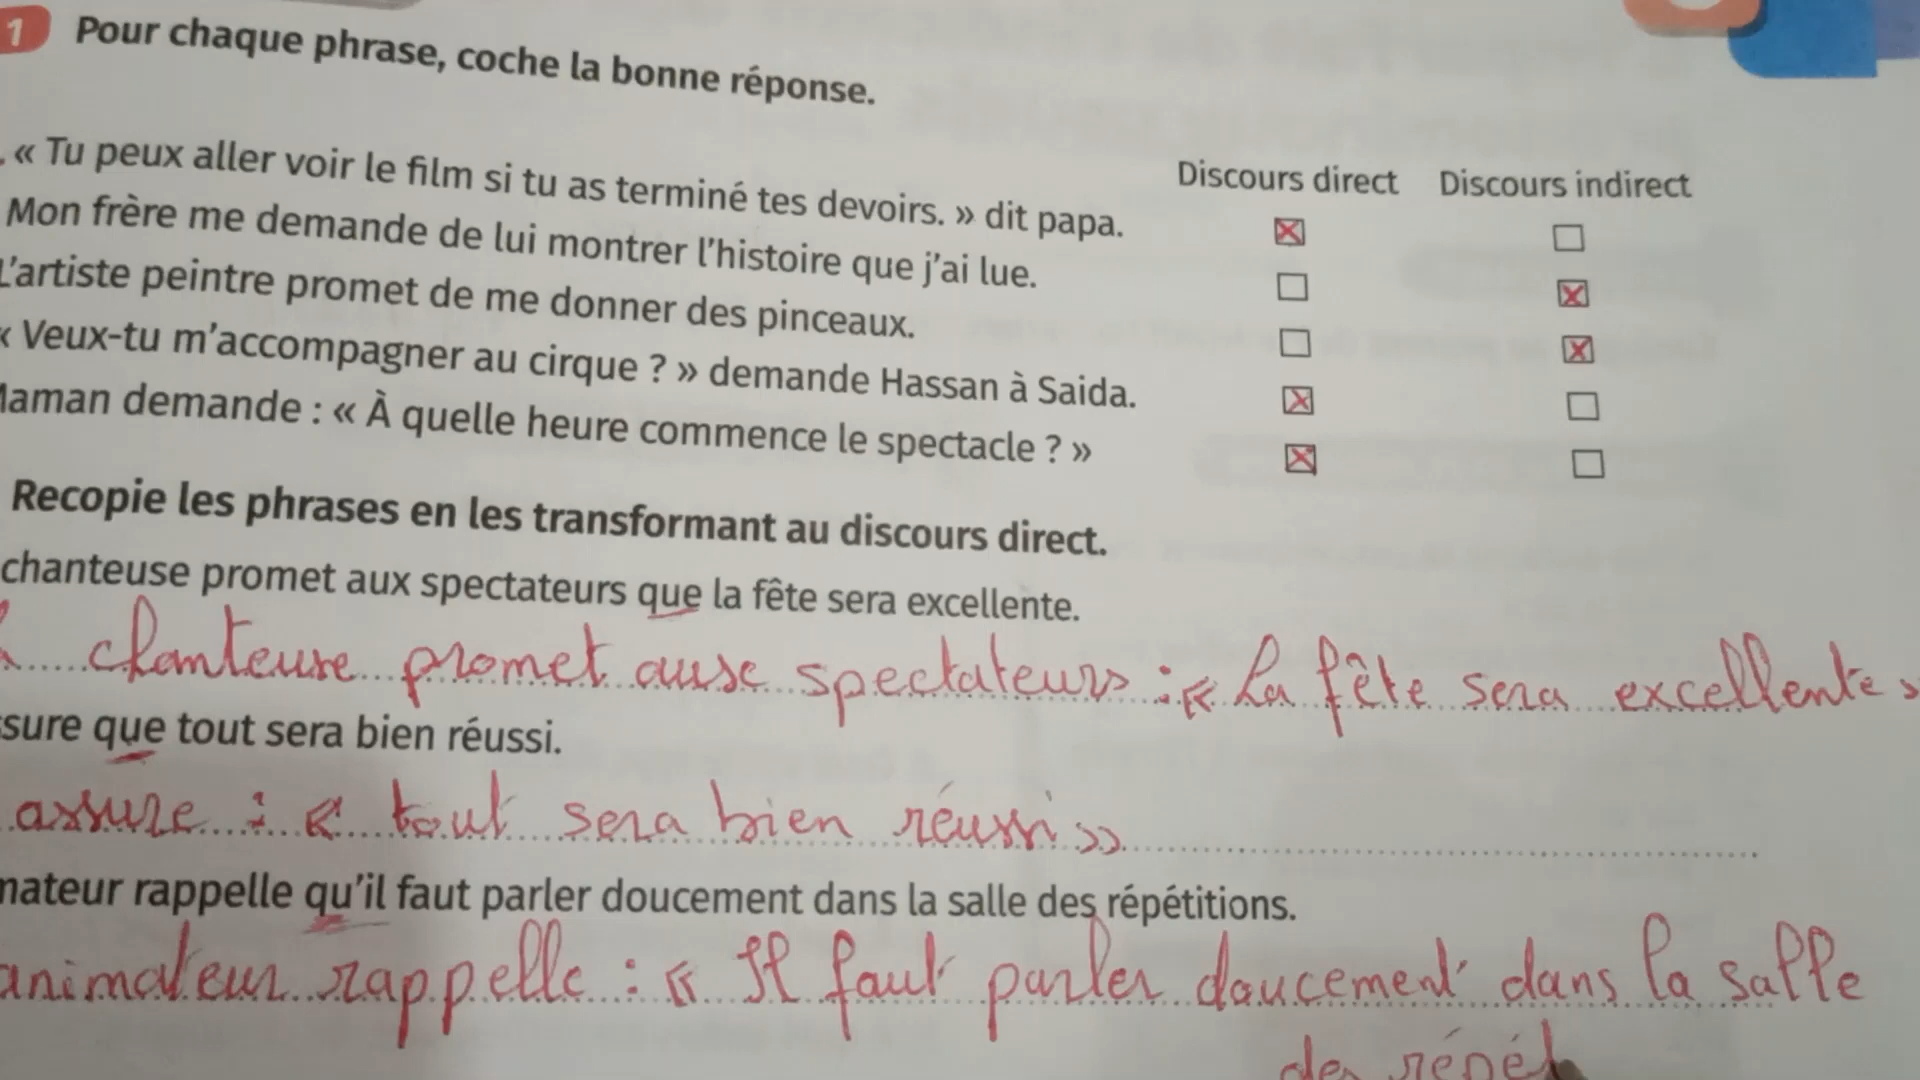 1 Pour chaque phrase, coche la bonne réponse.
Discours direct Discours indirect
« Tu peux aller voir le film si tu as terminé tes devoirs. » dit papa.
Mon frère me demande de lui montrer l'histoire que j'ai lue.
L'artiste peintre promet de me donner des pinceaux.
« Veux-tu m'accompagner au cirque ? » demande Hassan à Saida.
Maman demande : « À quelle heure commence le spectacle ? »
Recopie les phrases en les transformant au discours direct.
chanteuse promet aux spectateurs que la fête sera excellente.
chanteuse promet aux spectateurs : « La fête sera excellente »
ssure que tout sera bien réussi.
assure : « tout sera bien réussi »
mateur rappelle qu'il faut parler doucement dans la salle des répétitions.
animateur rappelle : « Il faut parler doucement dans la salle
des répét